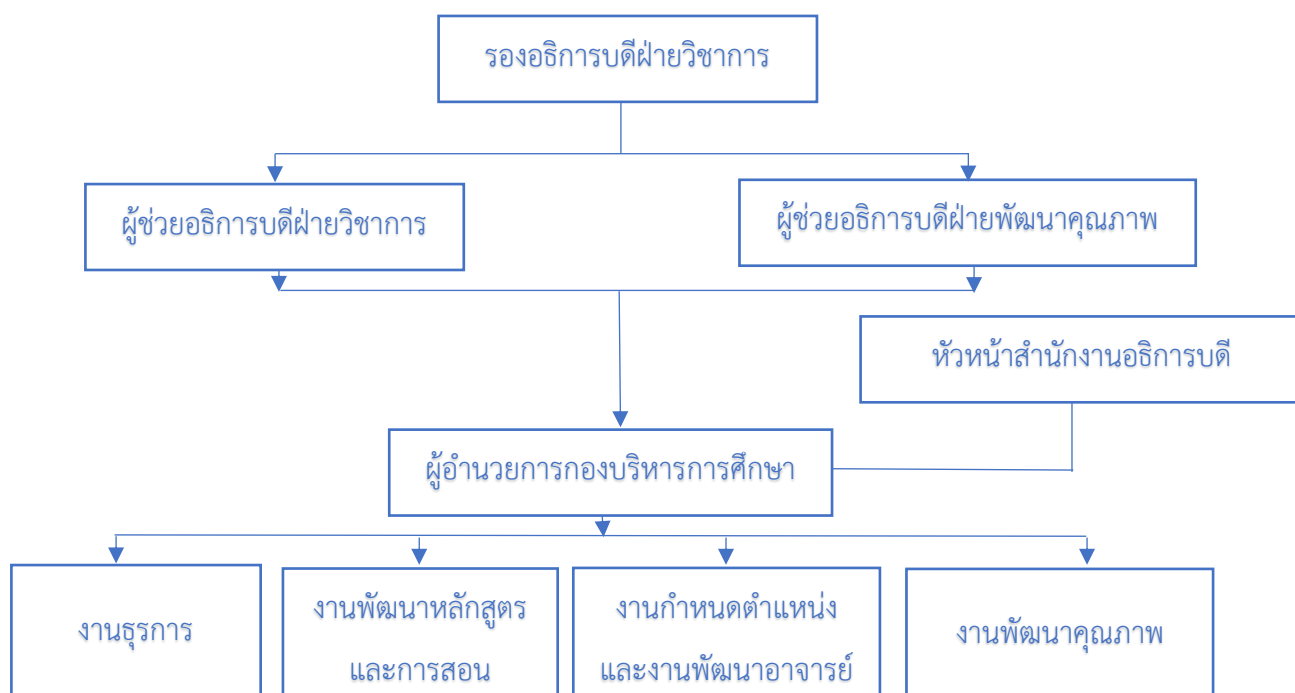 รองอธิการบดีฝ่ายวิชาการ
ผู้ช่วยอธิการบดีฝ่ายวิชาการ
ผู้ช่วยอธิการบดีฝ่ายพัฒนาคุณภาพ
หัวหน้าสำนักงานอธิการบดี
ผู้อำนวยการกองบริหารการศึกษา
งานธุรการ
งานพัฒนาหลักสูตร
และการสอน
งานกำหนดตำแหน่ง
และงานพัฒนาอาจารย์
งานพัฒนาคุณภาพ